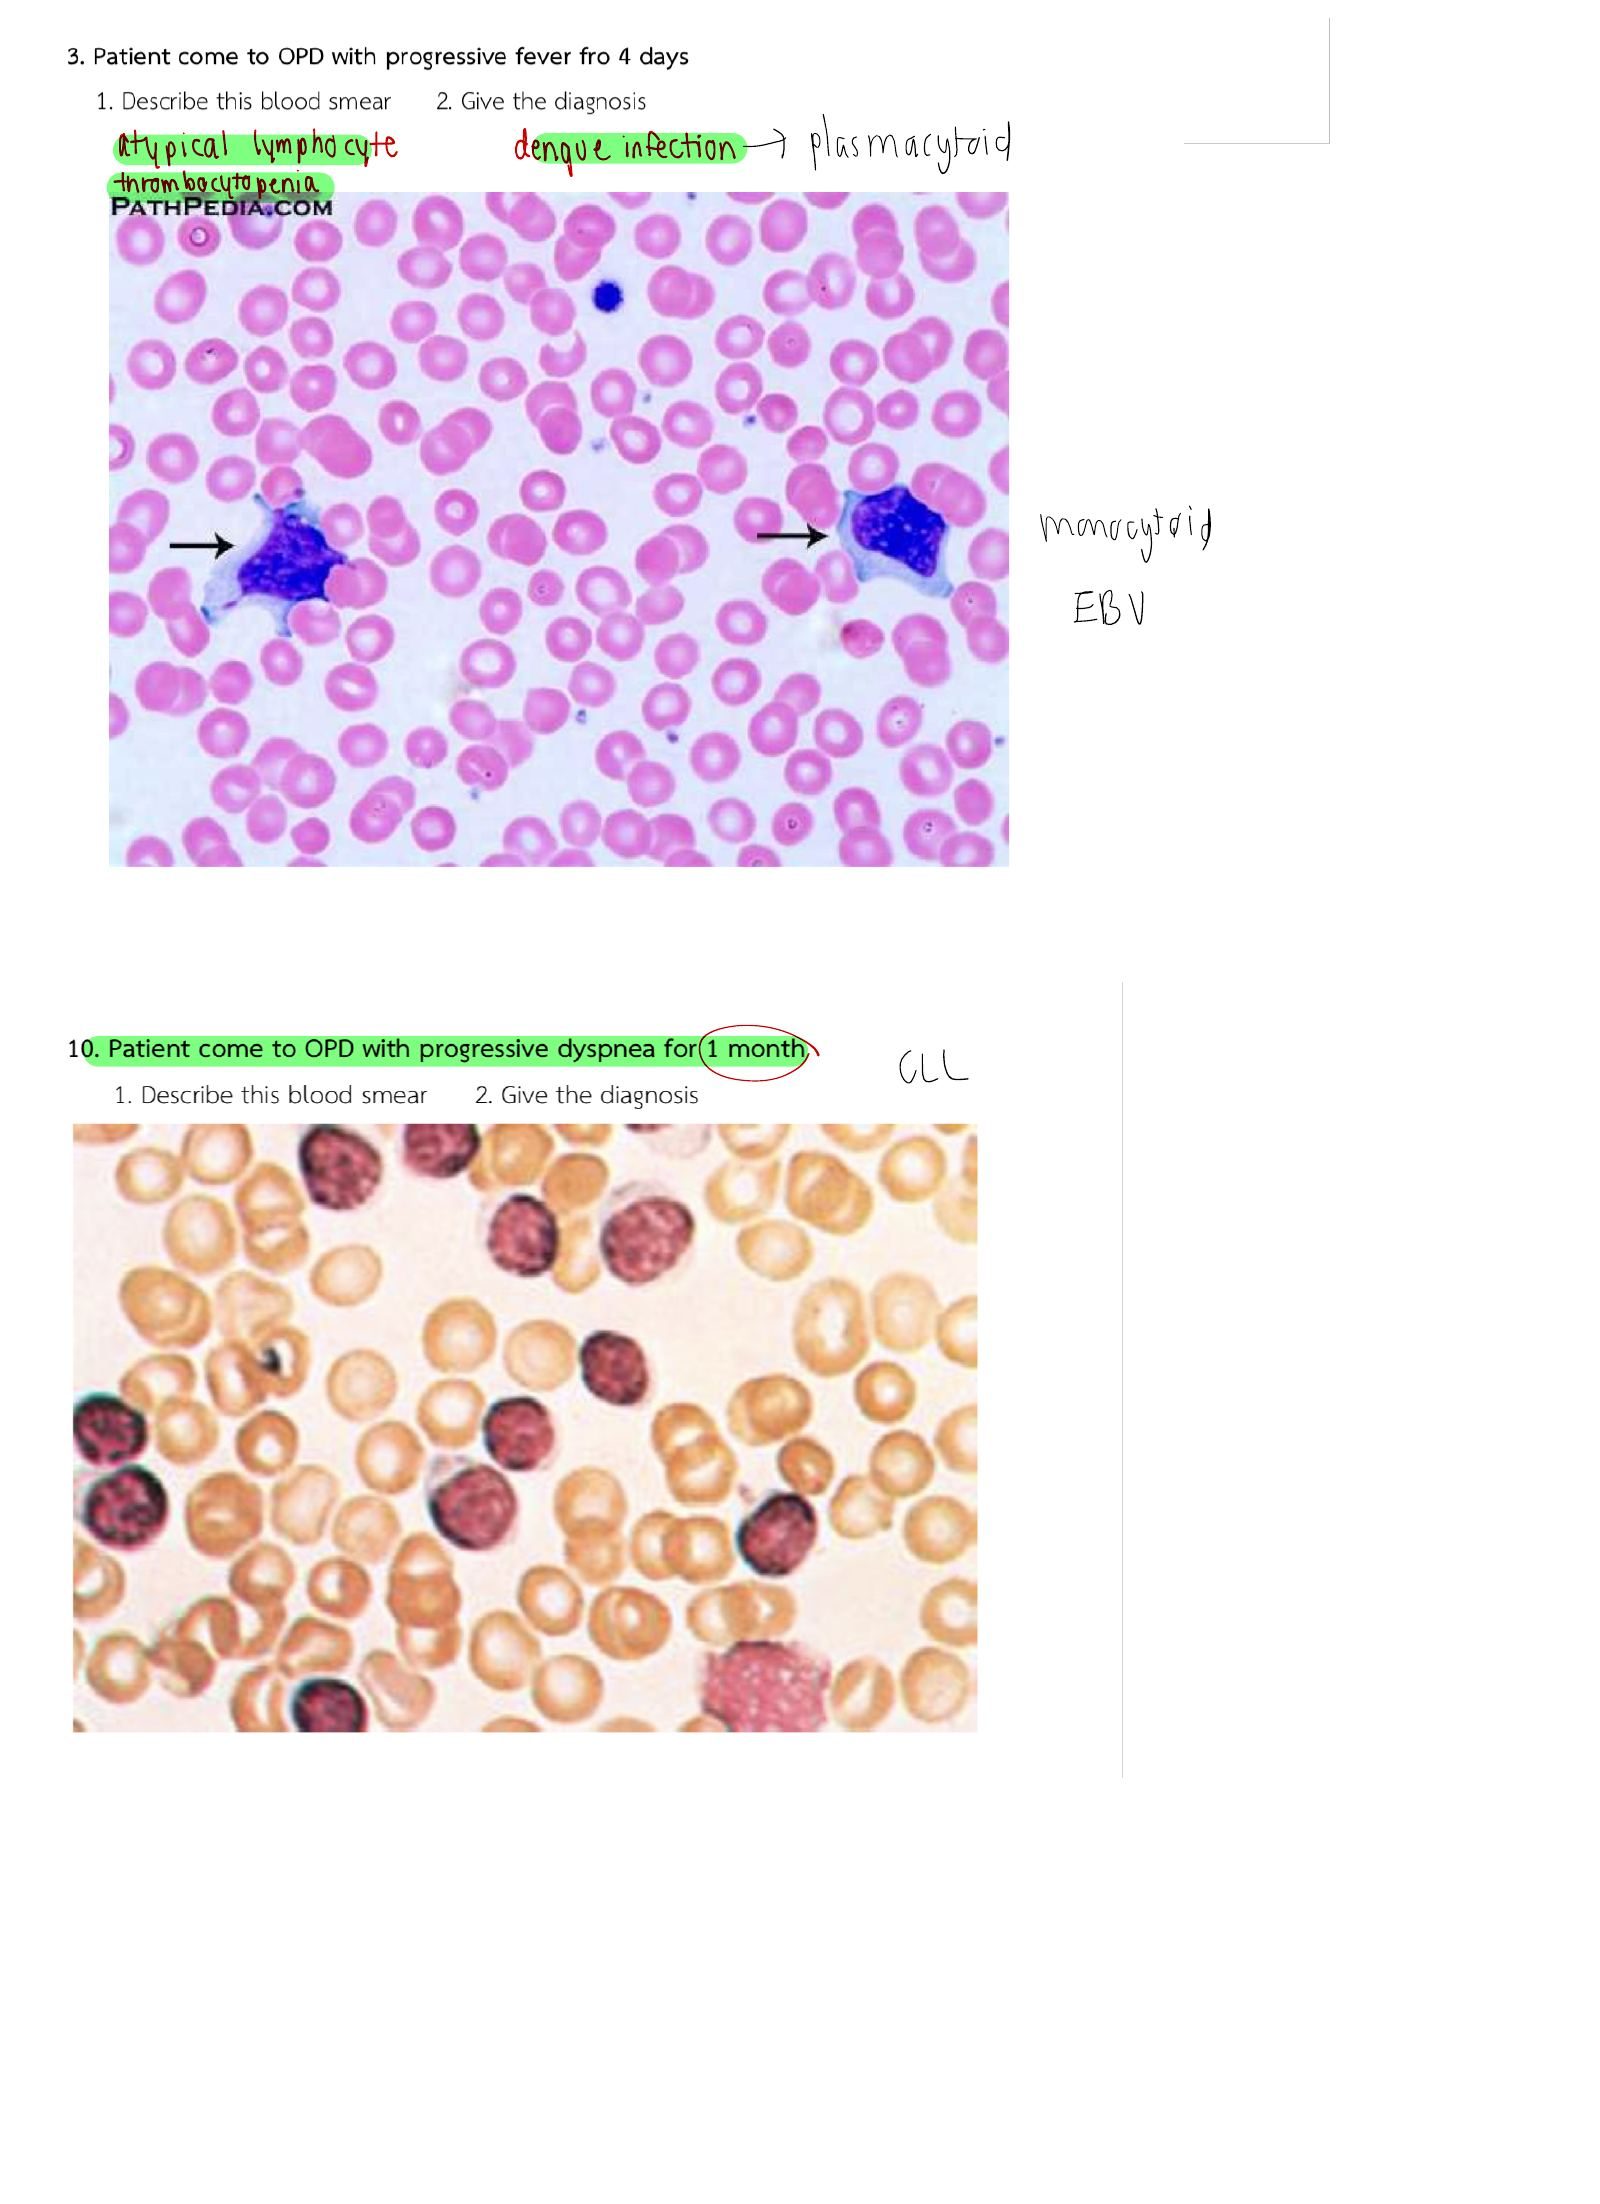 3. Patient come to OPD with progressive fever fro 4 days
1. Describe this blood smear 2. Give the diagnosis
atypical lymphocyte dengue infection → plasmacytoid
thrombocytopenia
PATHPEDIA.COM
monocytoid
EBV
10. Patient come to OPD with progressive dyspnea for 1 month
CLL
1. Describe this blood smear 2. Give the diagnosis